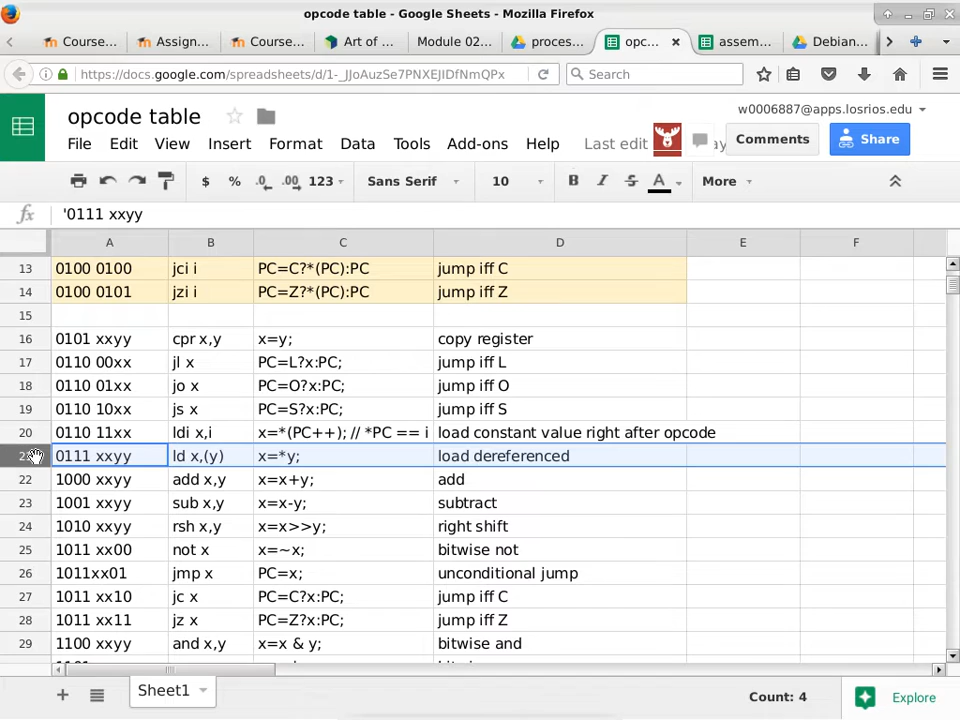 opcode table - Google Sheets - Mozilla Firefox
Course... Assign... Course... Art of ... Module 02... proces... opc... assem... Debian...
https://docs.google.com/spreadsheets/d/1-_JJoAuzSe7PNXEJIDfNmQPx Search
opcode table w0006887@apps.losrios.edu
File Edit View Insert Format Data Tools Add-ons Help Last edit Comments Share
$ % .0 .00 123 Sans Serif 10 B I S A More
fx '0111 xxyy
A B C D E F
13 0100 0100 jci i PC=C?*(PC):PC jump iff C
14 0100 0101 jzi i PC=Z?*(PC):PC jump iff Z
15
16 0101 xxyy cpr x,y x=y; copy register
17 0110 00xx jl x PC=L?x:PC; jump iff L
18 0110 01xx jo x PC=O?x:PC; jump iff O
19 0110 10xx js x PC=S?x:PC; jump iff S
20 0110 11xx ldi x,i x=*(PC++); // *PC == i load constant value right after opcode
0111 xxyy ld x,(y) x=*y; load dereferenced
22 1000 xxyy add x,y x=x+y; add
23 1001 xxyy sub x,y x=x-y; subtract
24 1010 xxyy rsh x,y x=x>>y; right shift
25 1011 xx00 not x x=~x; bitwise not
26 1011xx01 jmp x PC=x; unconditional jump
27 1011 xx10 jc x PC=C?x:PC; jump iff C
28 1011 xx11 jz x PC=Z?x:PC; jump iff Z
29 1100 xxyy and x,y x=x & y; bitwise and
Sheet1 Count: 4 Explore